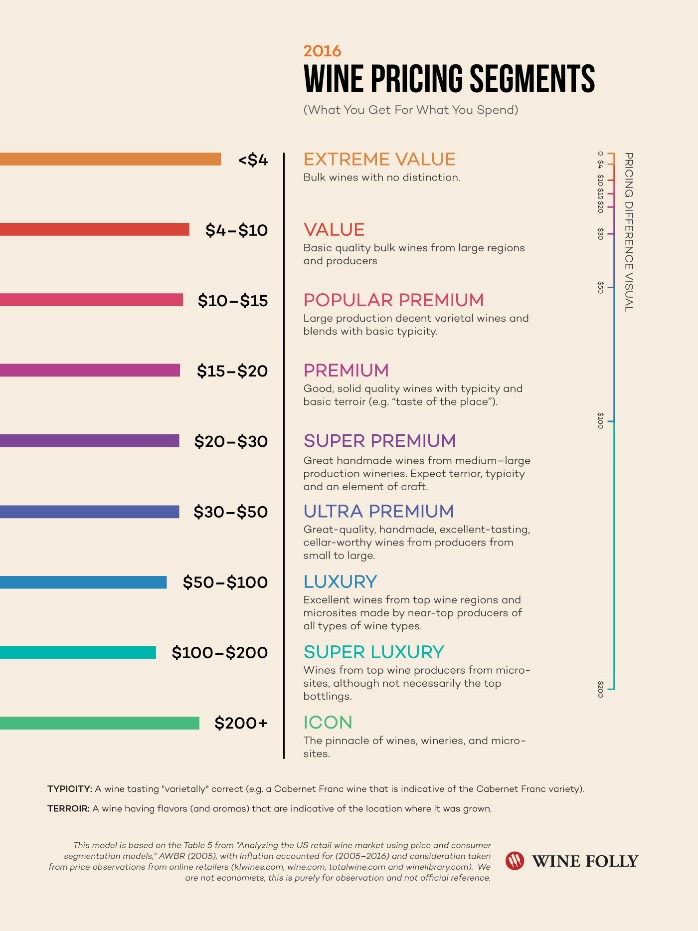 2016
WINE PRICING SEGMENTS
(What You Get For What You Spend)
<$4
EXTREME VALUE
Bulk wines with no distinction.
$4–$10
VALUE
Basic quality bulk wines from large regions
and producers
$10–$15
POPULAR PREMIUM
Large production decent varietal wines and
blends with basic typicity.
$15–$20
PREMIUM
Good, solid quality wines with typicity and
basic terroir (e.g. “taste of the place”).
$20–$30
SUPER PREMIUM
Great handmade wines from medium–large
production wineries. Expect terrior, typicity
and an element of craft.
$30–$50
ULTRA PREMIUM
Great-quality, handmade, excellent-tasting,
cellar-worthy wines from producers from
small to large.
$50–$100
LUXURY
Excellent wines from top wine regions and
microsites made by near-top producers of
all types of wine types.
$100–$200
SUPER LUXURY
Wines from top wine producers from micro-
sites, although not necessarily the top
bottlings.
$200+
ICON
The pinnacle of wines, wineries, and micro-
sites.
PRICING DIFFERENCE VISUAL
0
$4
$10
$15
$20
$30
$50
$100
$200
TYPICITY: A wine tasting "varietally" correct (e.g. a Cabernet Franc wine that is indicative of the Cabernet Franc variety).
TERROIR: A wine having flavors (and aromas) that are indicative of the location where it was grown.
This model is based on the Table 5 from "Analyzing the US retail wine market using price and consumer
segmentation models," AWBR (2005), with inflation accounted for (2005–2016) and consideration taken
from price observations from online retailers (klwines.com, wine.com, totalwine.com and winelibrary.com). We
are not economists, this is purely for observation and not official reference.
WINE FOLLY